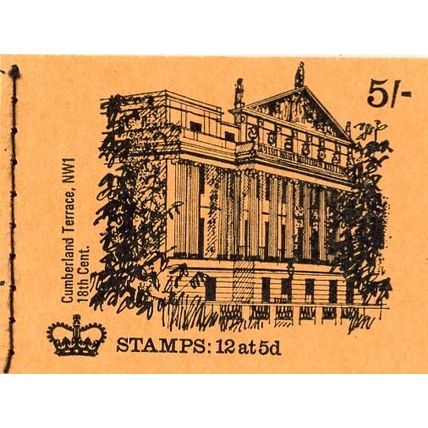 5/-
Cumberland Terrace, NW1
18th Cent.
STAMPS: 12 at 5d